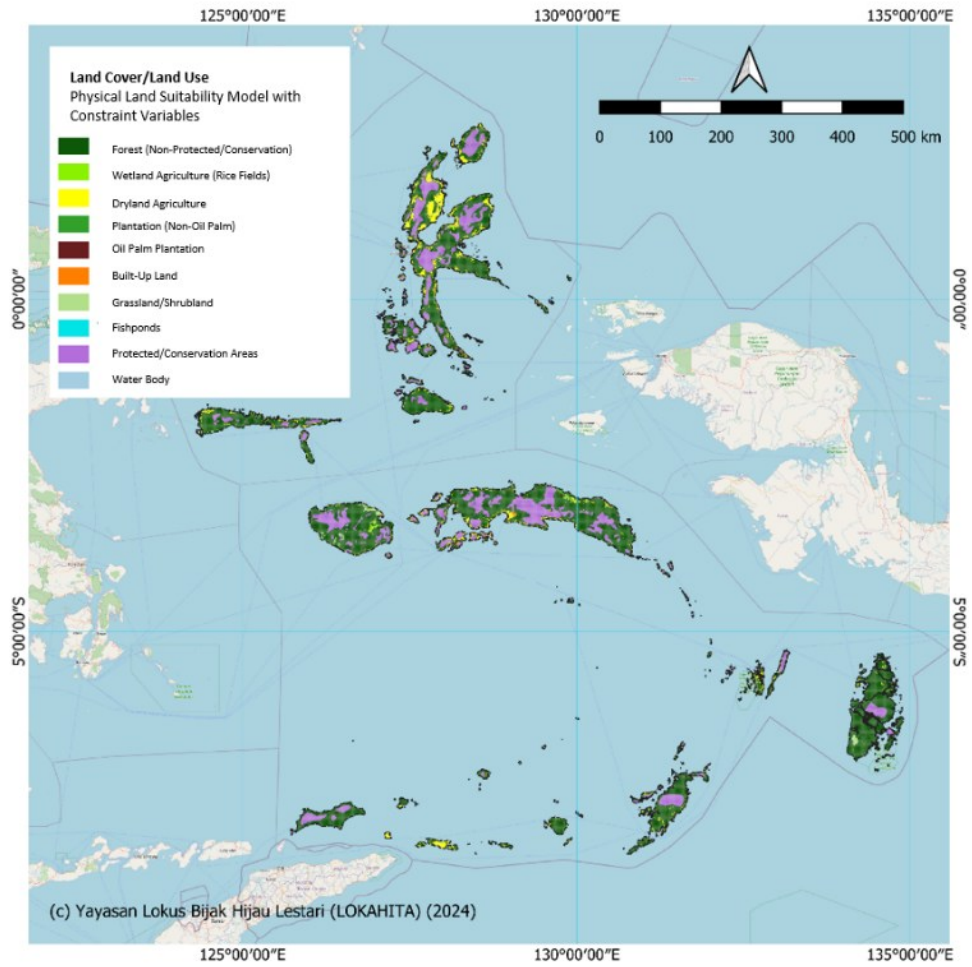 125°00'00"E
130°00'00"E
135°00'00"E
Land Cover/Land Use
Physical Land Suitability Model with
Constraint Variables
Forest (Non-Protected/Conservation)
Wetland Agriculture (Rice Fields)
Dryland Agriculture
Plantation (Non-Oil Palm)
Oil Palm Plantation
Built-Up Land
Grassland/Shrubland
Fishponds
Protected/Conservation Areas
Water Body
0 100 200 300 400 500 km
0°00'00"
0°00'00"
5°00'00"S
5°00'00"S
(c) Yayasan Lokus Bijak Hijau Lestari (LOKAHITA) (2024)
125°00'00"E
130°00'00"E
135°00'00"E